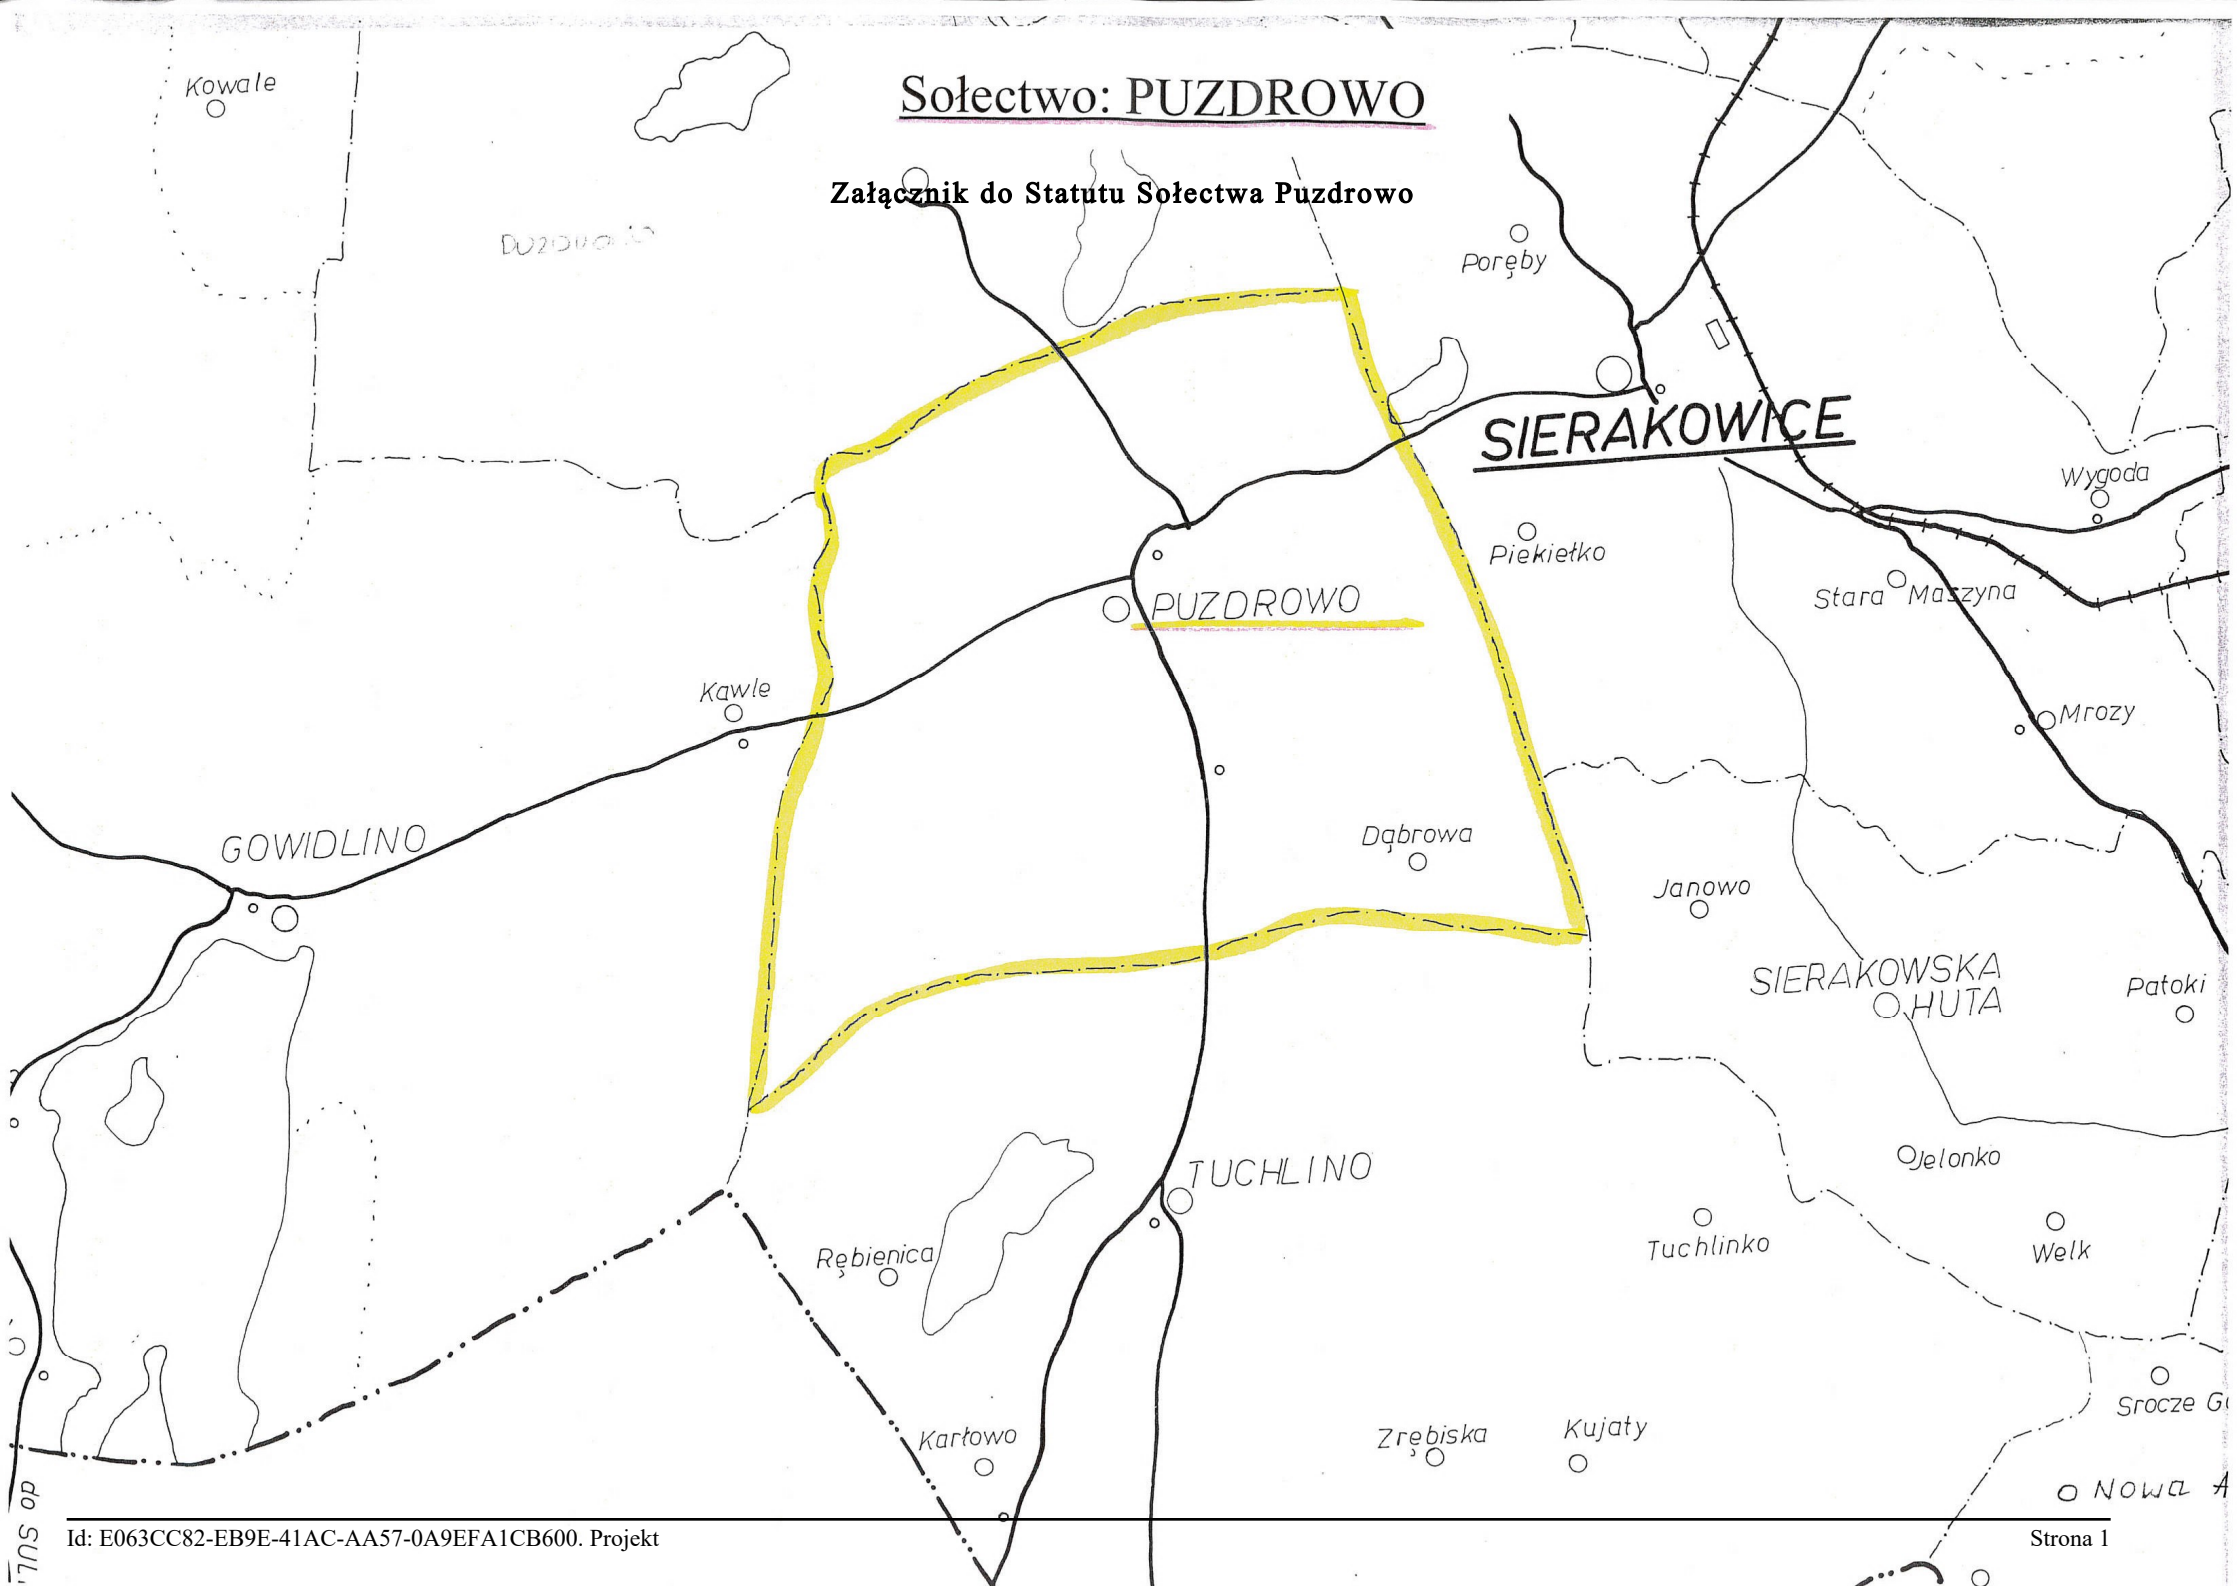 Kowale
Sołectwo: PUZDROWO
Załącznik do Statutu Sołectwa Puzdrowo
Poręby
SIERAKOWICE
Wygoda
Piekiełko
Stara Maszyna
PUZDROWO
Kawle
Mrozy
GOWIDLINO
Dąbrowa
Janowo
SIERAKOWSKA
HUTA
Patoki
Jelonko
TUCHLINO
Tuchlinko
Welk
Rębienica
Srocze
Kartowo
Zrębiska
Kujaty
NOWA A
do SUL.
Id: E063CC82-EB9E-41AC-AA57-0A9EFA1CB600. Projekt
Strona 1